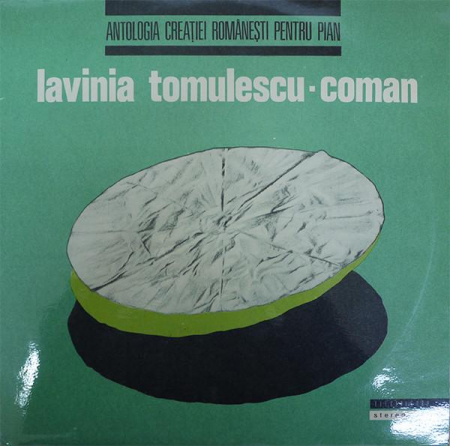 ANTOLOGIA CREAȚIEI ROMÂNEȘTI PENTRU PIAN
lavinia tomulescu·coman
stereo